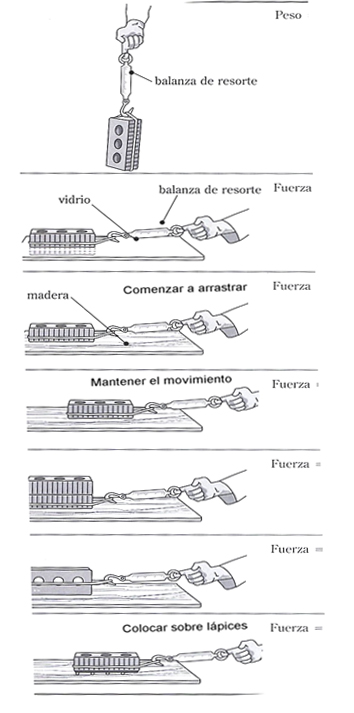 Peso
balanza de resorte
balanza de resorte Fuerza
vidrio
Comenzar a arrastrar Fuerza
madera
Mantener el movimiento Fuerza
Fuerza =
Fuerza =
Colocar sobre lápices Fuerza =